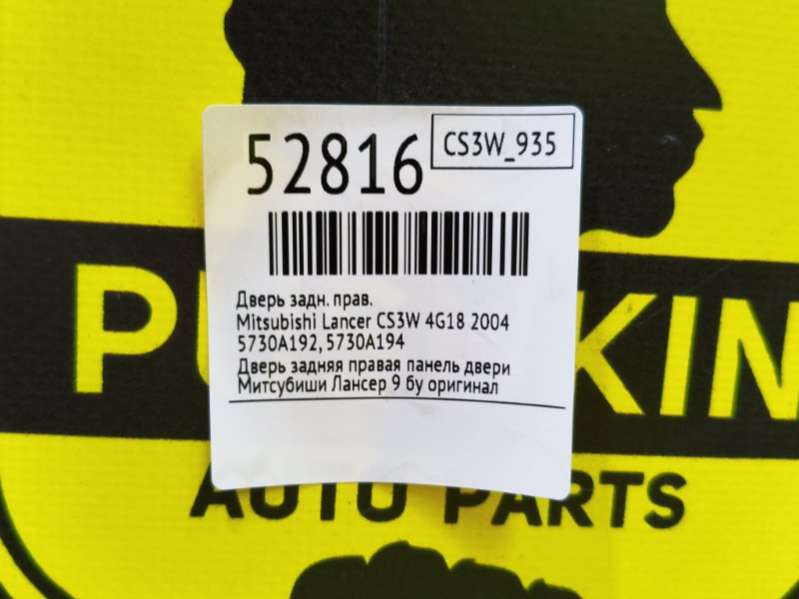 52816
CS3W_935
Дверь задн. прав.
Mitsubishi Lancer CS3W 4G18 2004
5730A192, 5730A194
Дверь задняя правая панель двери
Митсубиши Лансер 9 бу оригинал
AUTO PARTS